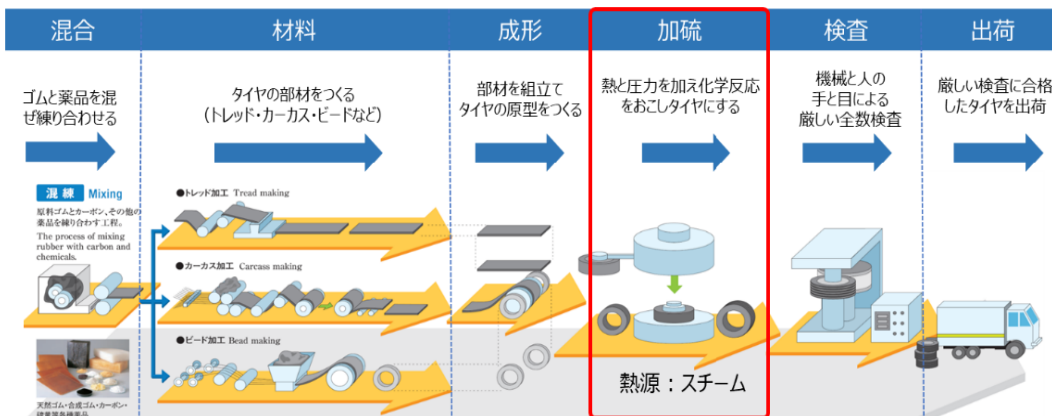 混合
材料
成形
加硫
検査
出荷
ゴムと薬品を混
ぜ練り合わせる
タイヤの部材をつくる
(トレッド・カーカス・ビードなど)
部材を組立て
タイヤの原型をつくる
熱と圧力を加え化学反応
をおこしタイヤにする
機械と人の
手と目による
厳しい全数検査
厳しい検査に合格
したタイヤを出荷
混練 Mixing
原料ゴムとカーボン、その他の
薬品を練り合わす工程。
The process of mixing
rubber with carbon and
chemicals.
●トレッド加工 Tread making
●カーカス加工 Carcass making
●ビード加工 Bead making
天然ゴム・合成ゴム・カーボン・
硫黄等各種薬品
熱源：スチーム